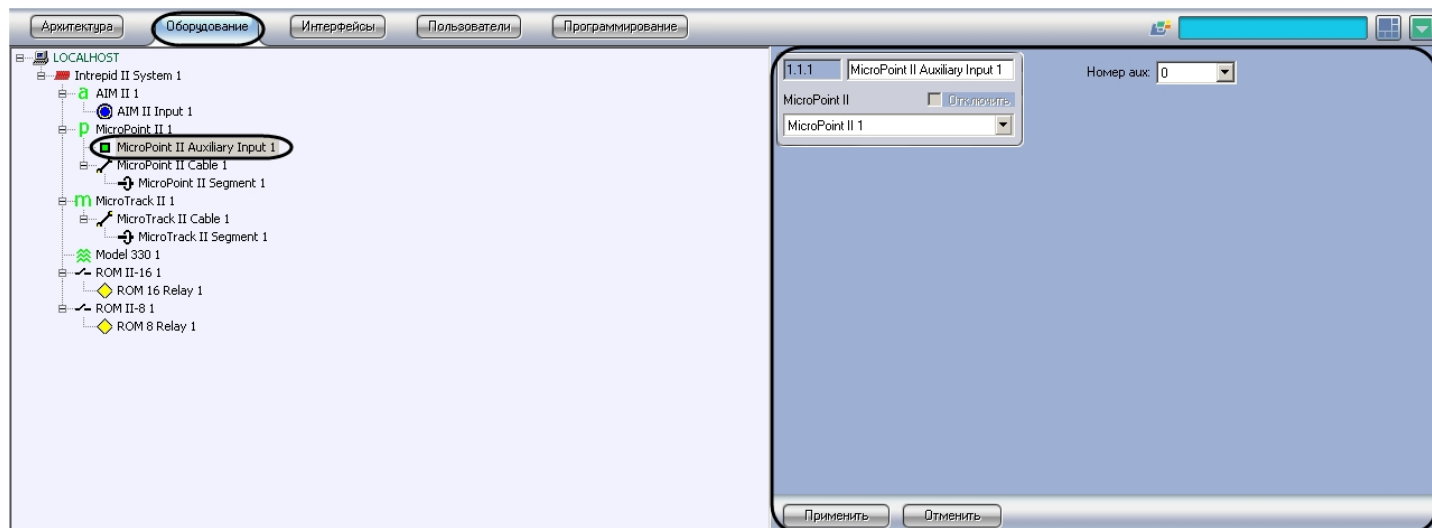 Архитектура Оборудование Интерфейсы Пользователи Программирование
LOCALHOST
Intrepid II System 1
a AIM II 1
AIM II Input 1
p MicroPoint II 1
MicroPoint II Auxiliary Input 1
MicroPoint II Cable 1
MicroPoint II Segment 1
m MicroTrack II 1
MicroTrack II Cable 1
MicroTrack II Segment 1
Model 330 1
ROM II-16 1
ROM 16 Relay 1
ROM II-8 1
ROM 8 Relay 1
1.1.1 MicroPoint II Auxiliary Input 1 Номер aux: 0
MicroPoint II Отключить
MicroPoint II 1
Применить Отменить